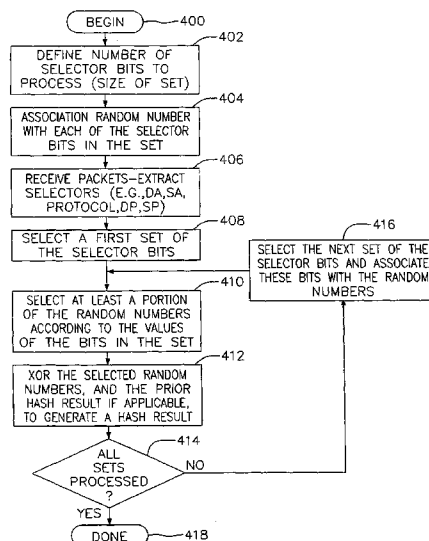 BEGIN
400
402
DEFINE NUMBER OF
SELECTOR BITS TO
PROCESS (SIZE OF SET)
404
ASSOCIATION RANDOM NUMBER
WITH EACH OF THE SELECTOR
BITS IN THE SET
406
RECEIVE PACKETS-EXTRACT
SELECTORS (E.G.,DA,SA,
PROTOCOL,DP,SP)
408
SELECT A FIRST SET OF
THE SELECTOR BITS
416
SELECT THE NEXT SET OF THE
SELECTOR BITS AND ASSOCIATE
THESE BITS WITH THE RANDOM
NUMBERS
410
SELECT AT LEAST A PORTION
OF THE RANDOM NUMBERS
ACCORDING TO THE VALUES
OF THE BITS IN THE SET
412
XOR THE SELECTED RANDOM
NUMBERS, AND THE PRIOR
HASH RESULT IF APPLICABLE,
TO GENERATE A HASH RESULT
414
ALL
SETS
PROCESSED
?
NO
YES
DONE
418